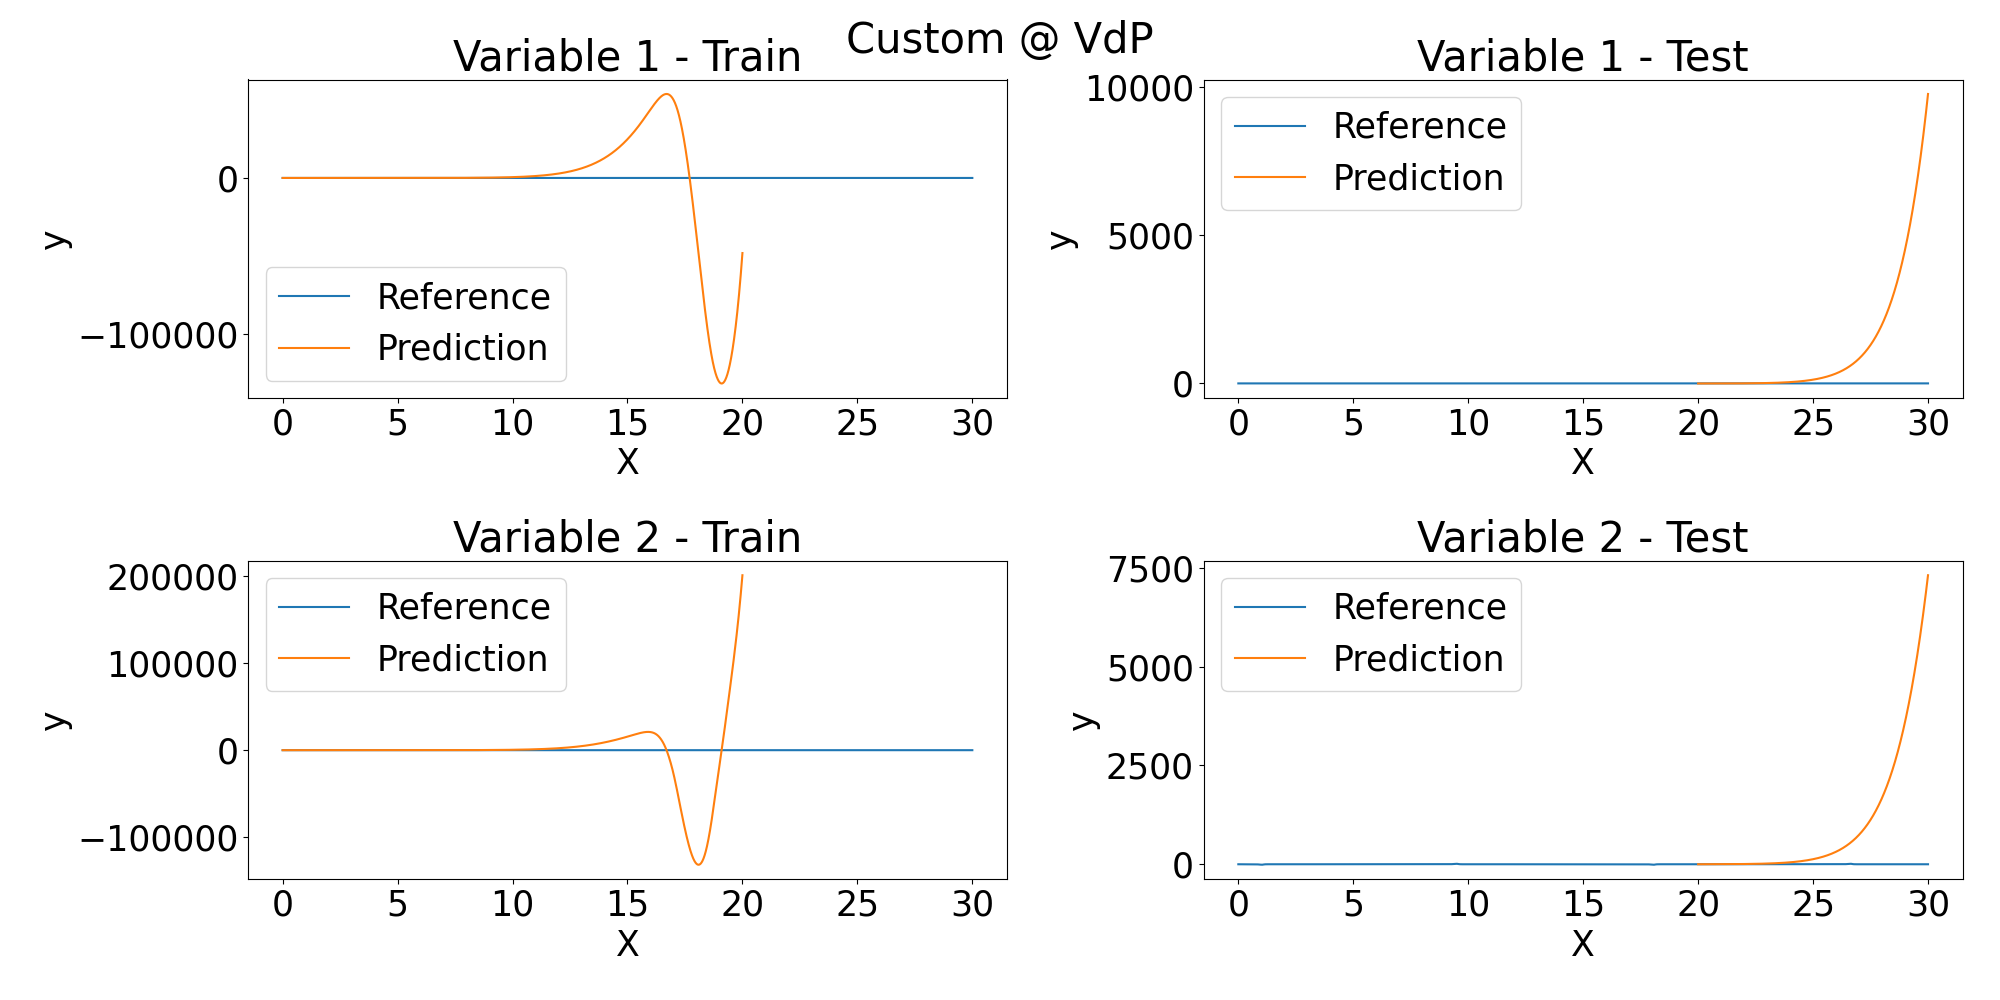 Custom @ VdP
Variable 1 - Train
0
−100000
y
Reference
Prediction
0 5 10 15 20 25 30
X
Variable 1 - Test
10000
5000
0
y
Reference
Prediction
0 5 10 15 20 25 30
X
Variable 2 - Train
200000
100000
0
−100000
y
Reference
Prediction
0 5 10 15 20 25 30
X
Variable 2 - Test
7500
5000
2500
0
y
Reference
Prediction
0 5 10 15 20 25 30
X